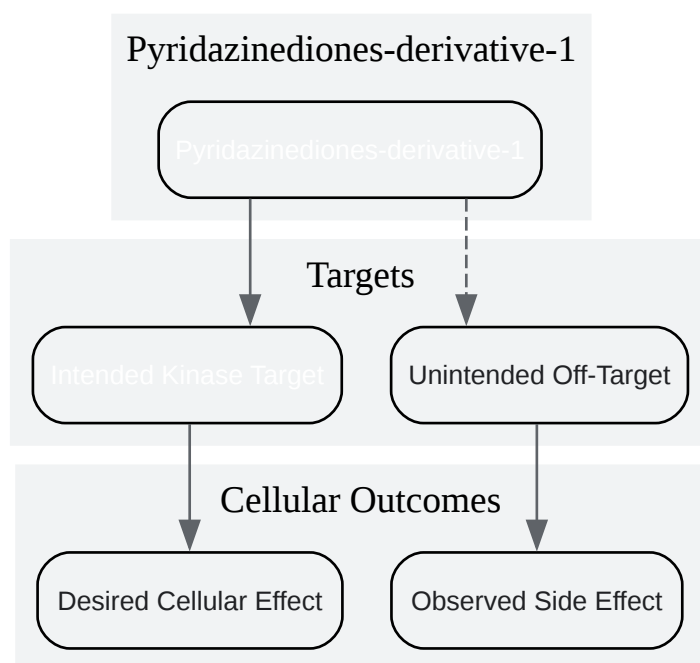 Pyridazinediones-derivative-1
Pyridazinediones-derivative-1
Targets
Intended Kinase Target
Unintended Off-Target
Cellular Outcomes
Desired Cellular Effect
Observed Side Effect